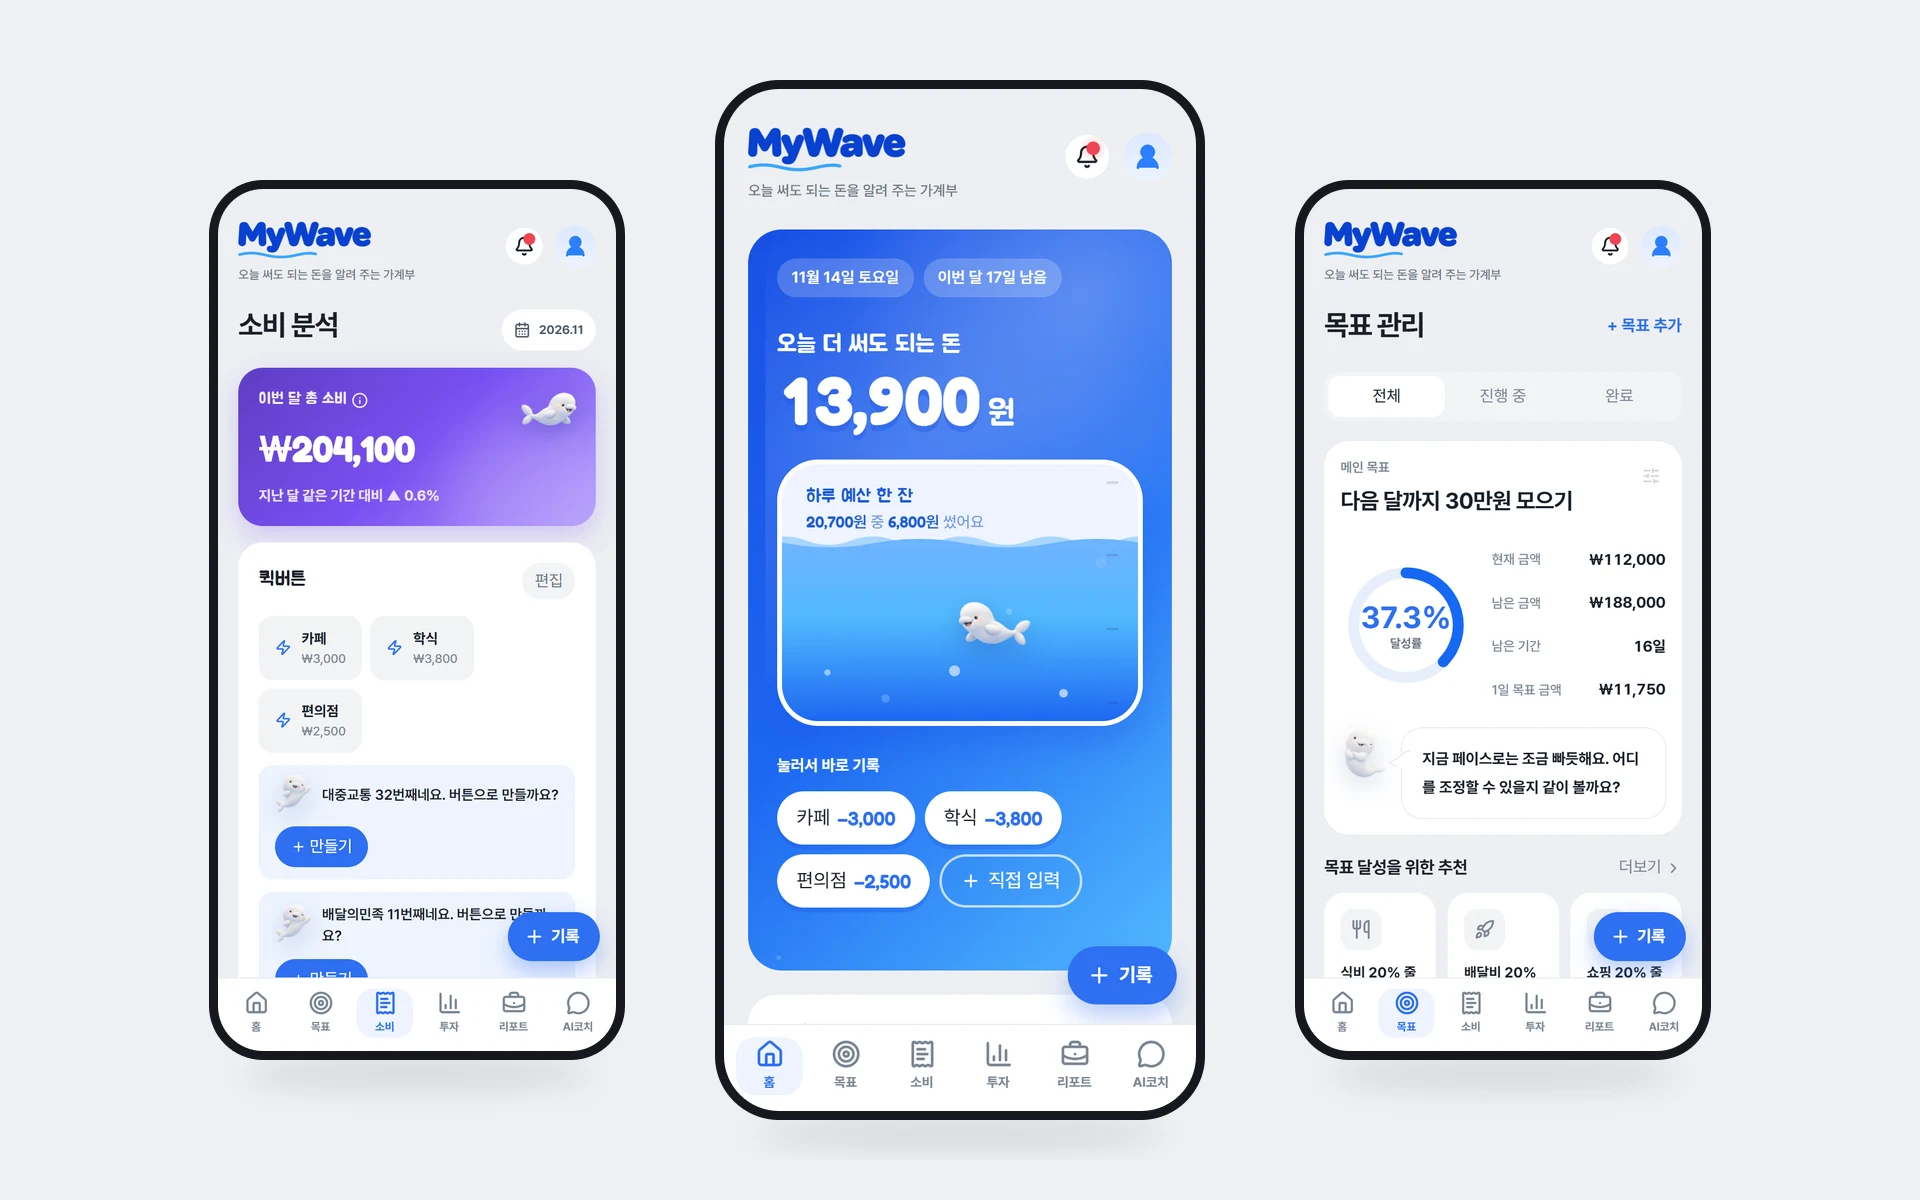 MyWave
오늘 써도 되는 돈을 알려 주는 가계부
소비 분석
2026.11
이번 달 총 소비
₩204,100
지난 달 같은 기간 대비 ▲ 0.6%
퀵버튼
편집
카페
₩3,000
학식
₩3,800
편의점
₩2,500
대중교통 32번째네요. 버튼으로 만들까요?
+ 만들기
배달의민족 11번째네요. 버튼으로
요?
+ 기록
홈
목표
소비
투자
리포트
AI코치
MyWave
오늘 써도 되는 돈을 알려 주는 가계부
11월 14일 토요일
이번 달 17일 남음
오늘 더 써도 되는 돈
13,900 원
하루 예산 한 잔
20,700원 중 6,800원 썼어요
눌러서 바로 기록
카페 –3,000
학식 –3,800
편의점 –2,500
+ 직접 입력
+ 기록
홈
목표
소비
투자
리포트
AI코치
MyWave
오늘 써도 되는 돈을 알려 주는 가계부
목표 관리
+ 목표 추가
전체
진행 중
완료
메인 목표
다음 달까지 30만원 모으기
37.3%
달성률
현재 금액
₩112,000
남은 금액
₩188,000
남은 기간
16일
1일 목표 금액
₩11,750
지금 페이스로는 조금 빠듯해요. 어디
를 조정할 수 있을지 같이 볼까요?
목표 달성을 위한 추천
더보기 >
식비 20% 줄
배달비 20%
쇼핑 20% 줄
+ 기록
홈
목표
소비
투자
리포트
AI코치